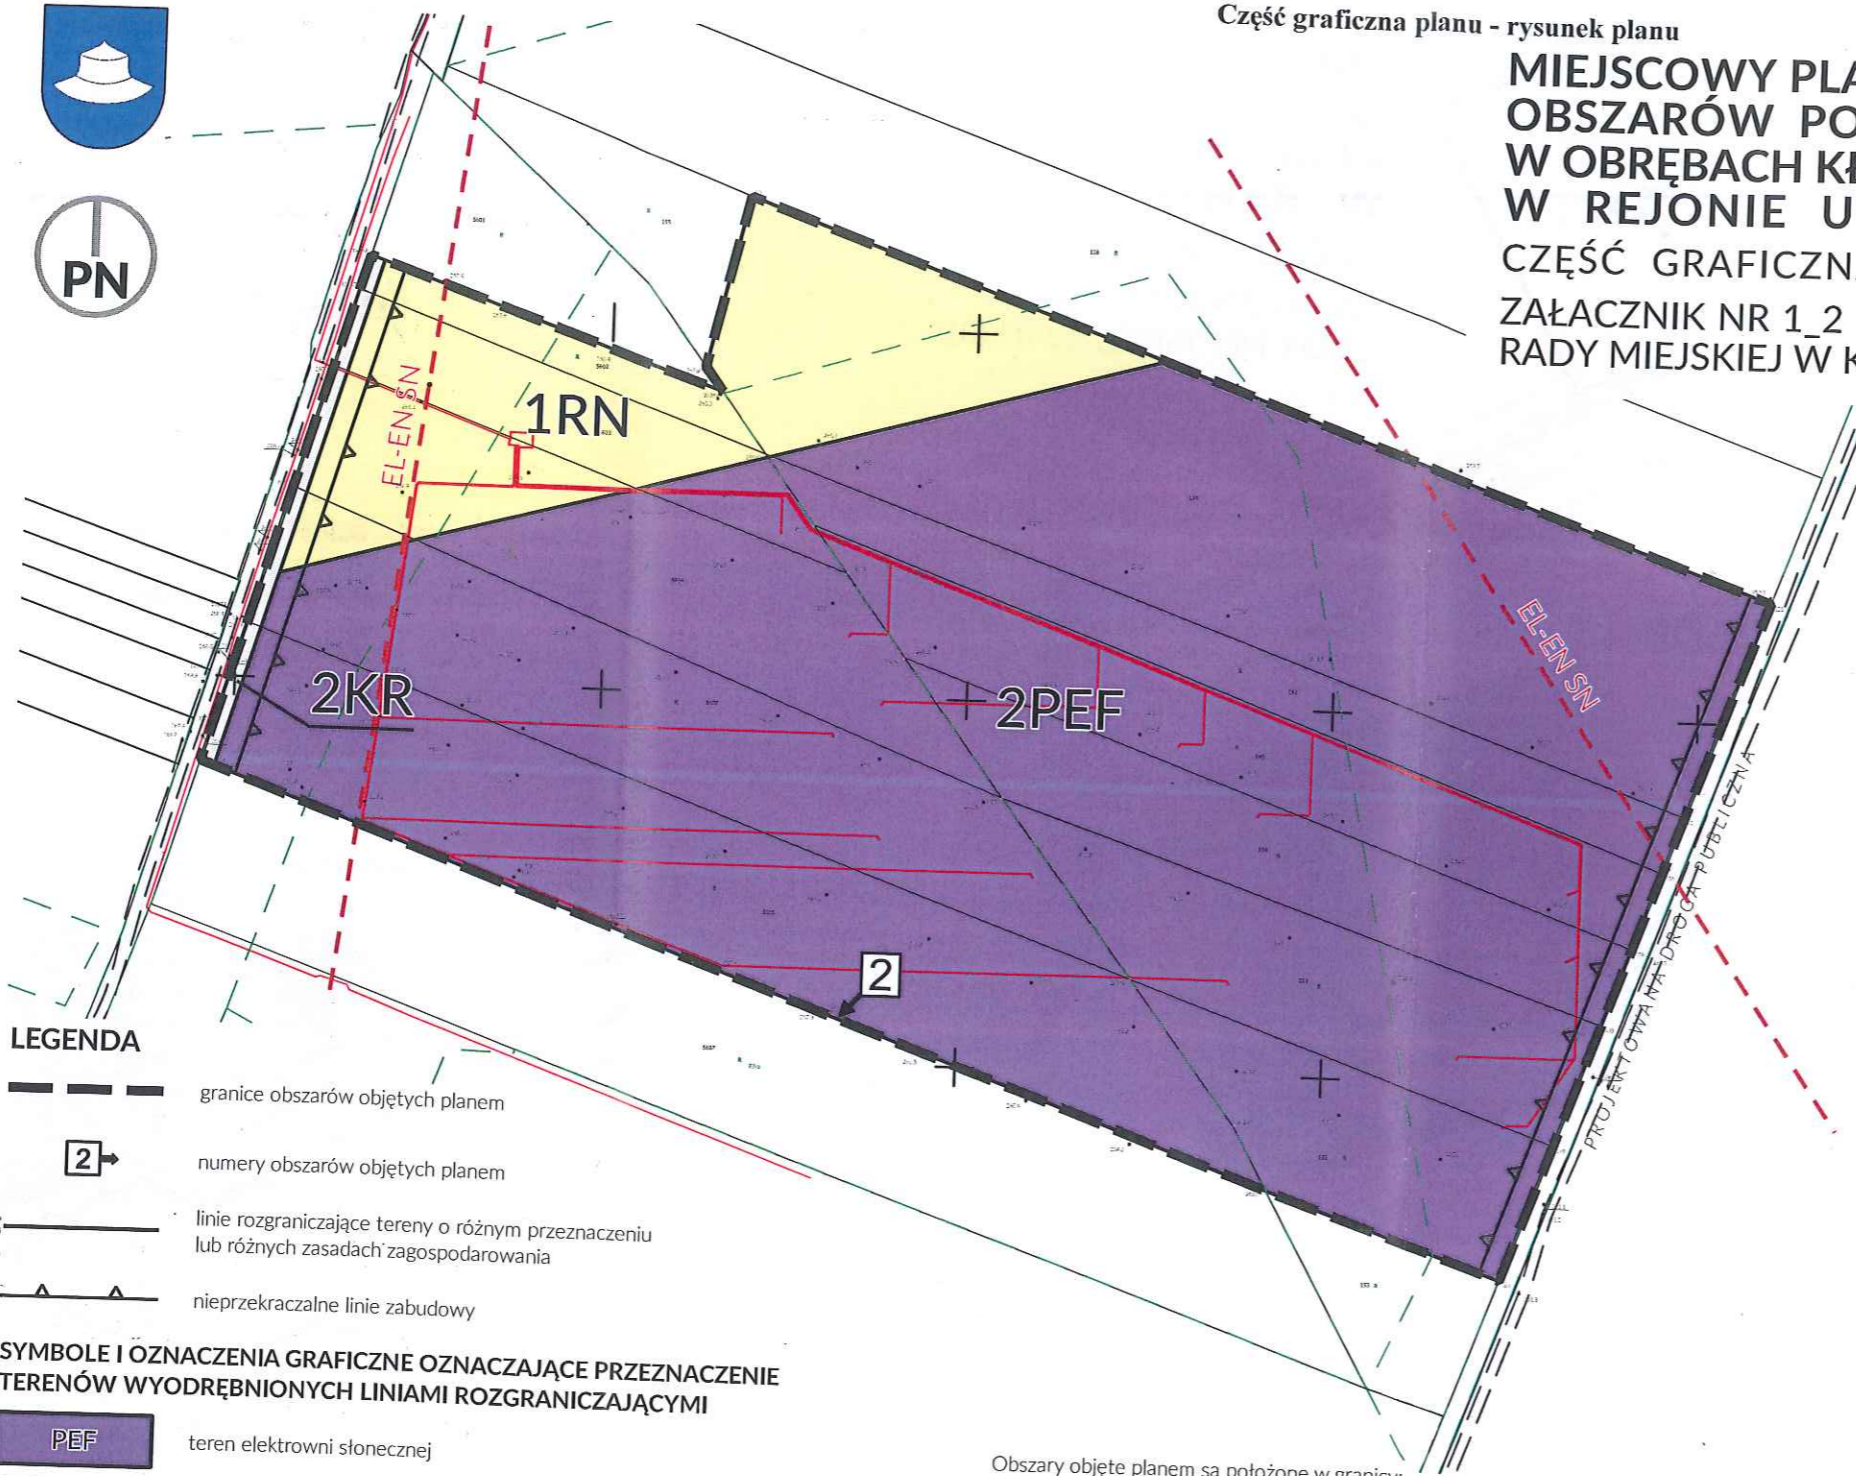 Część graficzna planu - rysunek planu
MIEJSCOWY PLA
OBSZARÓW PO
W OBRĘBACH KŁ
W REJONIE U
CZĘŚĆ GRAFICZN
ZAŁACZNIK NR 1_2
RADY MIEJSKIEJ W K
PN
EL-EN SN
1RN
2KR
2PEF
EL-EN SN
PROJEKTOWANA DROGA PUBLICZNA
2
LEGENDA
granice obszarów objętych planem
2
numery obszarów objętych planem
linie rozgraniczające tereny o różnym przeznaczeniu
lub różnych zasadach zagospodarowania
nieprzekraczalne linie zabudowy
SYMBOLE I OZNACZENIA GRAFICZNE OZNACZAJĄCE PRZEZNACZENIE
TERENÓW WYODRĘBNIONYCH LINIAMI ROZGRANICZAJĄCYMI
PEF
teren elektrowni słonecznej
Obszary objęte planem są położone w granicy: